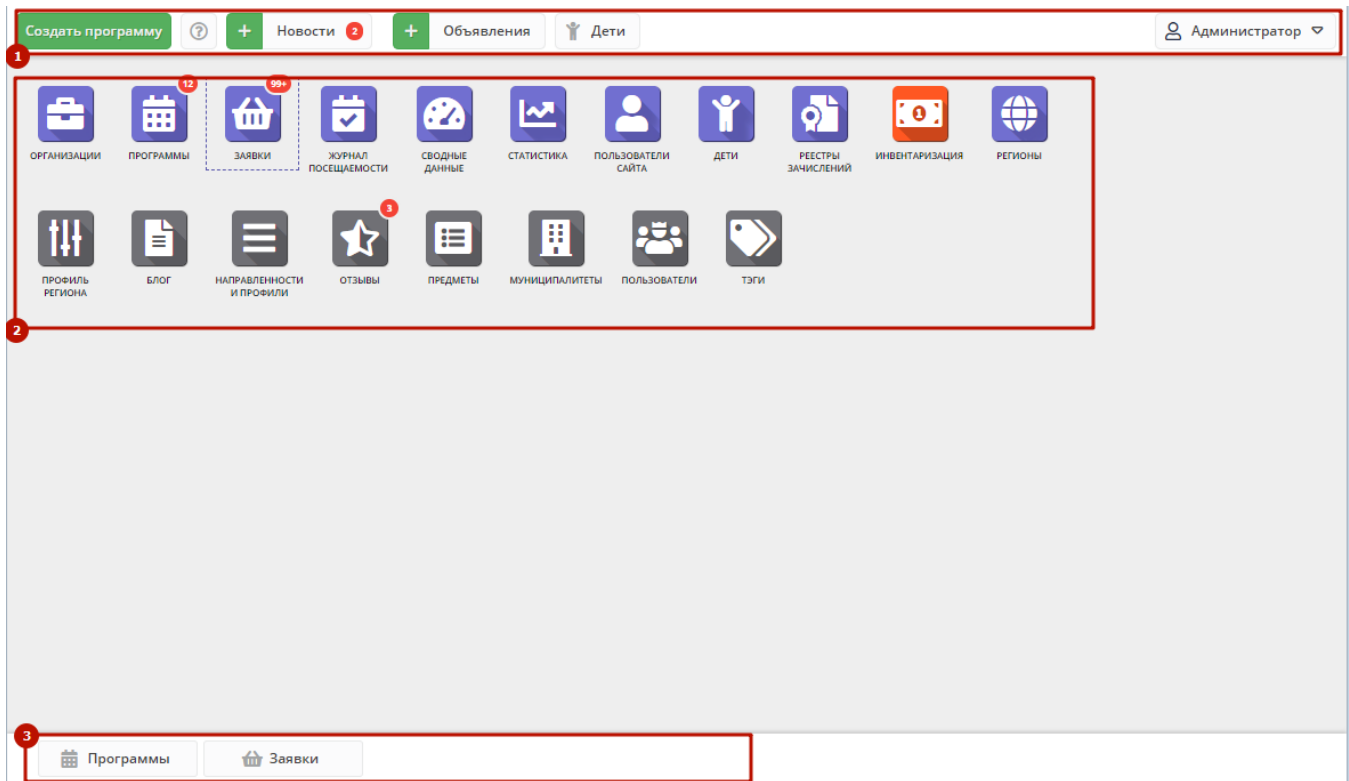 Создать программу ? + Новости 2 + Объявления Дети Администратор
1
12 99+
1
ОРГАНИЗАЦИИ ПРОГРАММЫ ЗАЯВКИ ЖУРНАЛ СВОДНЫЕ СТАТИСТИКА ПОЛЬЗОВАТЕЛИ ДЕТИ РЕЕСТРЫ ИНВЕНТАРИЗАЦИЯ РЕГИОНЫ
ПОСЕЩАЕМОСТИ ДАННЫЕ САЙТА ЗАЧИСЛЕНИЙ
3
ПРОФИЛЬ БЛОГ НАПРАВЛЕННОСТИ ОТЗЫВЫ ПРЕДМЕТЫ МУНИЦИПАЛИТЕТЫ ПОЛЬЗОВАТЕЛИ ТЭГИ
РЕГИОНА И ПРОФИЛИ
2
3
Программы Заявки